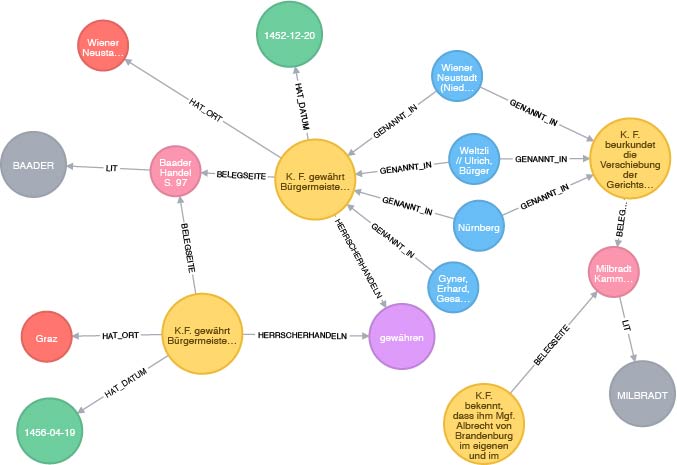 1452-12-20
Wiener
Neusta...
HAT_ORT
HAT_DATUM
Wiener
Neustadt
(Nied...
GENANNT_IN
GENANNT_IN
K. F.
beurkundet
die
Verschiebung
der
Gerichts...
BAADER
LIT
Baader
Handel
S. 97
BELEGSEITE
K. F. gewährt
Bürgermeiste...
GENANNT_IN
Weltzli
// Ulrich,
Bürger
GENANNT_IN
GENANNT_IN
Nürnberg
GENANNT_IN
BELEG...
BELEGSEITE
HERRSCHERHANDELN
GENANNT_IN
Gyner,
Erhard,
Gesa...
Milbradt
Kamm...
Graz
HAT_ORT
K.F. gewährt
Bürgermeiste...
HERRSCHERHANDELN
gewähren
BELEGSEITE
LIT
HAT_DATUM
1456-04-19
K.F.
bekennt,
dass ihm Mgf.
Albrecht von
Brandenburg
im eigenen
und im
MILBRADT